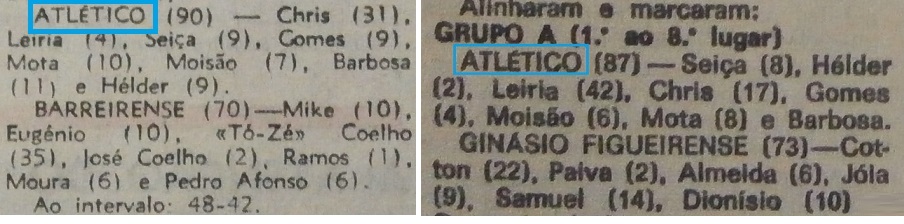 ATLÉTICO (90) — Chris (31),
Leiria (4), Seiça (9), Gomes (9),
Mota (10), Moisão (7), Barbosa
(11) e Hélder (9).
BARREIRENSE (70)—Mike (10),
Eugénio (10), «Tó-Zé» Coelho
(35), José Coelho (2), Ramos (1),
Moura (6) e Pedro Afonso (6).
Ao intervalo: 48-42.
Alinharam e marcaram:
GRUPO A (1.º ao 8.º lugar)
ATLÉTICO (87) — Seiça (8), Hélder
(2), Leiria (42), Chris (17), Gomes
(4), Moisão (6), Mota (8) e Barbosa.
GINÁSIO FIGUEIRENSE (73)—Cot-
ton (22), Paiva (2), Almeida (6), Jóia
(9), Samuel (14), Dionísio (10)